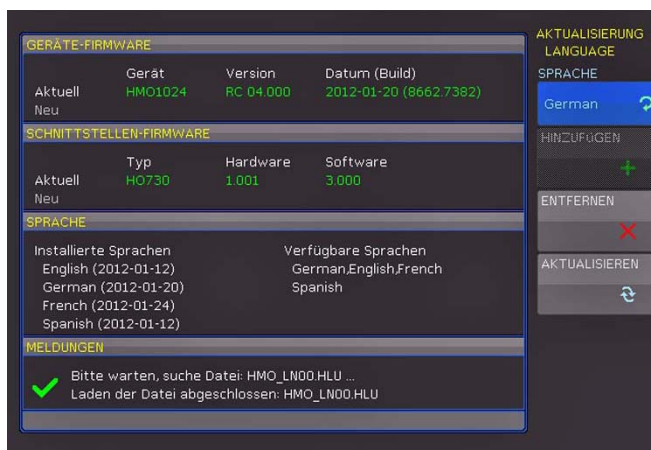 GERÄTE-FIRMWARE
Gerät Version Datum (Build)
Aktuell HMO1024 RC 04.000 2012-01-20 (8662.7382)
Neu
SCHNITTSTELLEN-FIRMWARE
Typ Hardware Software
Aktuell HO730 1.001 3.000
Neu
SPRACHE
Installierte Sprachen Verfügbare Sprachen
English (2012-01-12) German,English,French
German (2012-01-20) Spanish
French (2012-01-24)
Spanish (2012-01-12)
MELDUNGEN
Bitte warten, suche Datei: HMO_LN00.HLU ...
Laden der Datei abgeschlossen: HMO_LN00.HLU
AKTUALISIERUNG
LANGUAGE
SPRACHE
German
HINZUFüGEN
ENTFERNEN
AKTUALISIEREN